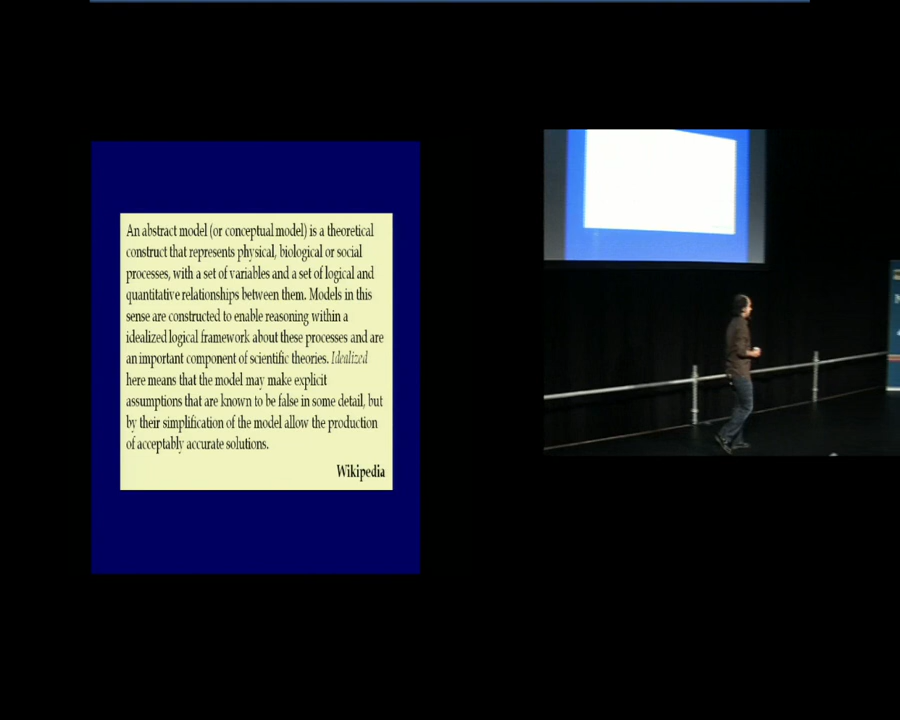 An abstract model (or conceptual model) is a theoretical
construct that represents physical, biological or social
processes, with a set of variables and a set of logical and
quantitative relationships between them. Models in this
sense are constructed to enable reasoning within a
idealized logical framework about these processes and are
an important component of scientific theories. Idealized
here means that the model may make explicit
assumptions that are known to be false in some detail, but
by their simplification of the model allow the production
of acceptably accurate solutions.
Wikipedia